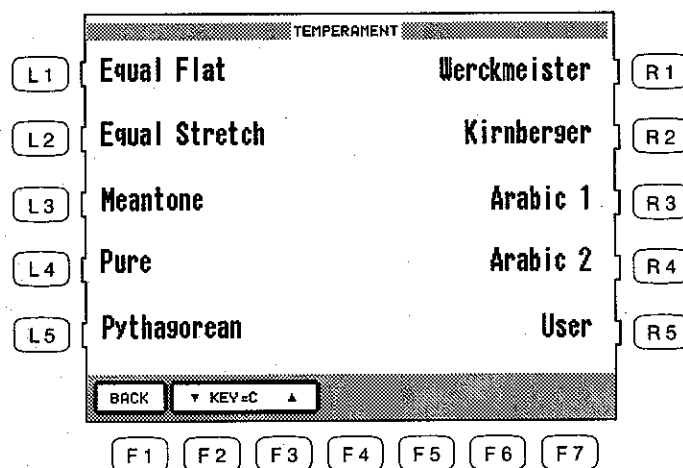 TEMPERAMENT
L1 Equal Flat Werckmeister R1
L2 Equal Stretch Kirnberger R2
L3 Meantone Arabic 1 R3
L4 Pure Arabic 2 R4
L5 Pythagorean User R5
BACK ▼ KEY=C ▲
F1 F2 F3 F4 F5 F6 F7